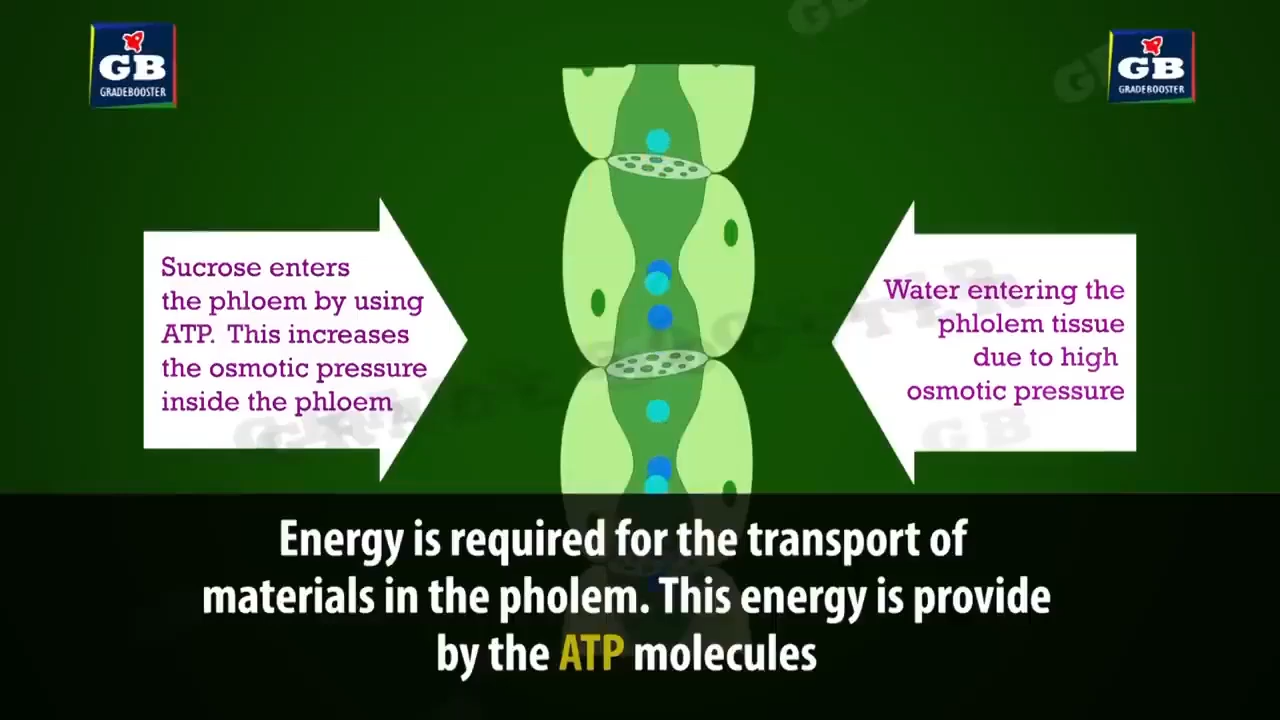 GB
GRADEBOOSTER
GB
GRADEBOOSTER
Sucrose enters
the phloem by using
ATP. This increases
the osmotic pressure
inside the phloem
Water entering the
phlolem tissue
due to high
osmotic pressure
GB
Energy is required for the transport of
materials in the pholem. This energy is provide
by the ATP molecules